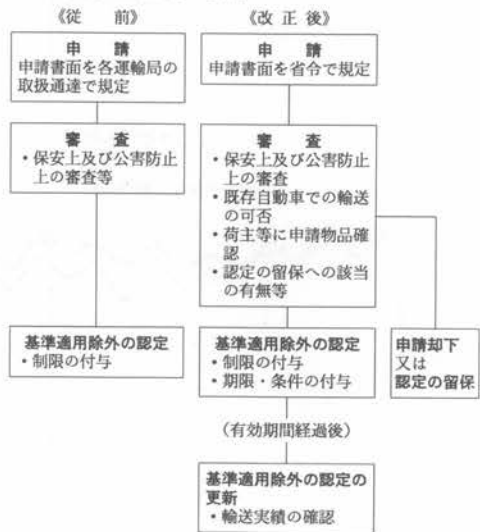 《従　前》
申　請
申請書面を各運輸局の
取扱通達で規定
審　査
・保安上及び公害防止
上の審査等
基準適用除外の認定
・制限の付与
《改 正 後》
申　請
申請書面を省令で規定
審　査
・保安上及び公害防止
上の審査
・既存自動車での輸送
の可否
・荷主等に申請物品確
認
・認定の留保への該当
の有無等
基準適用除外の認定
・制限の付与
・期限・条件の付与
申請却下
又は
認定の留保
（有効期間経過後）
基準適用除外の認定の
更新
・輸送実績の確認